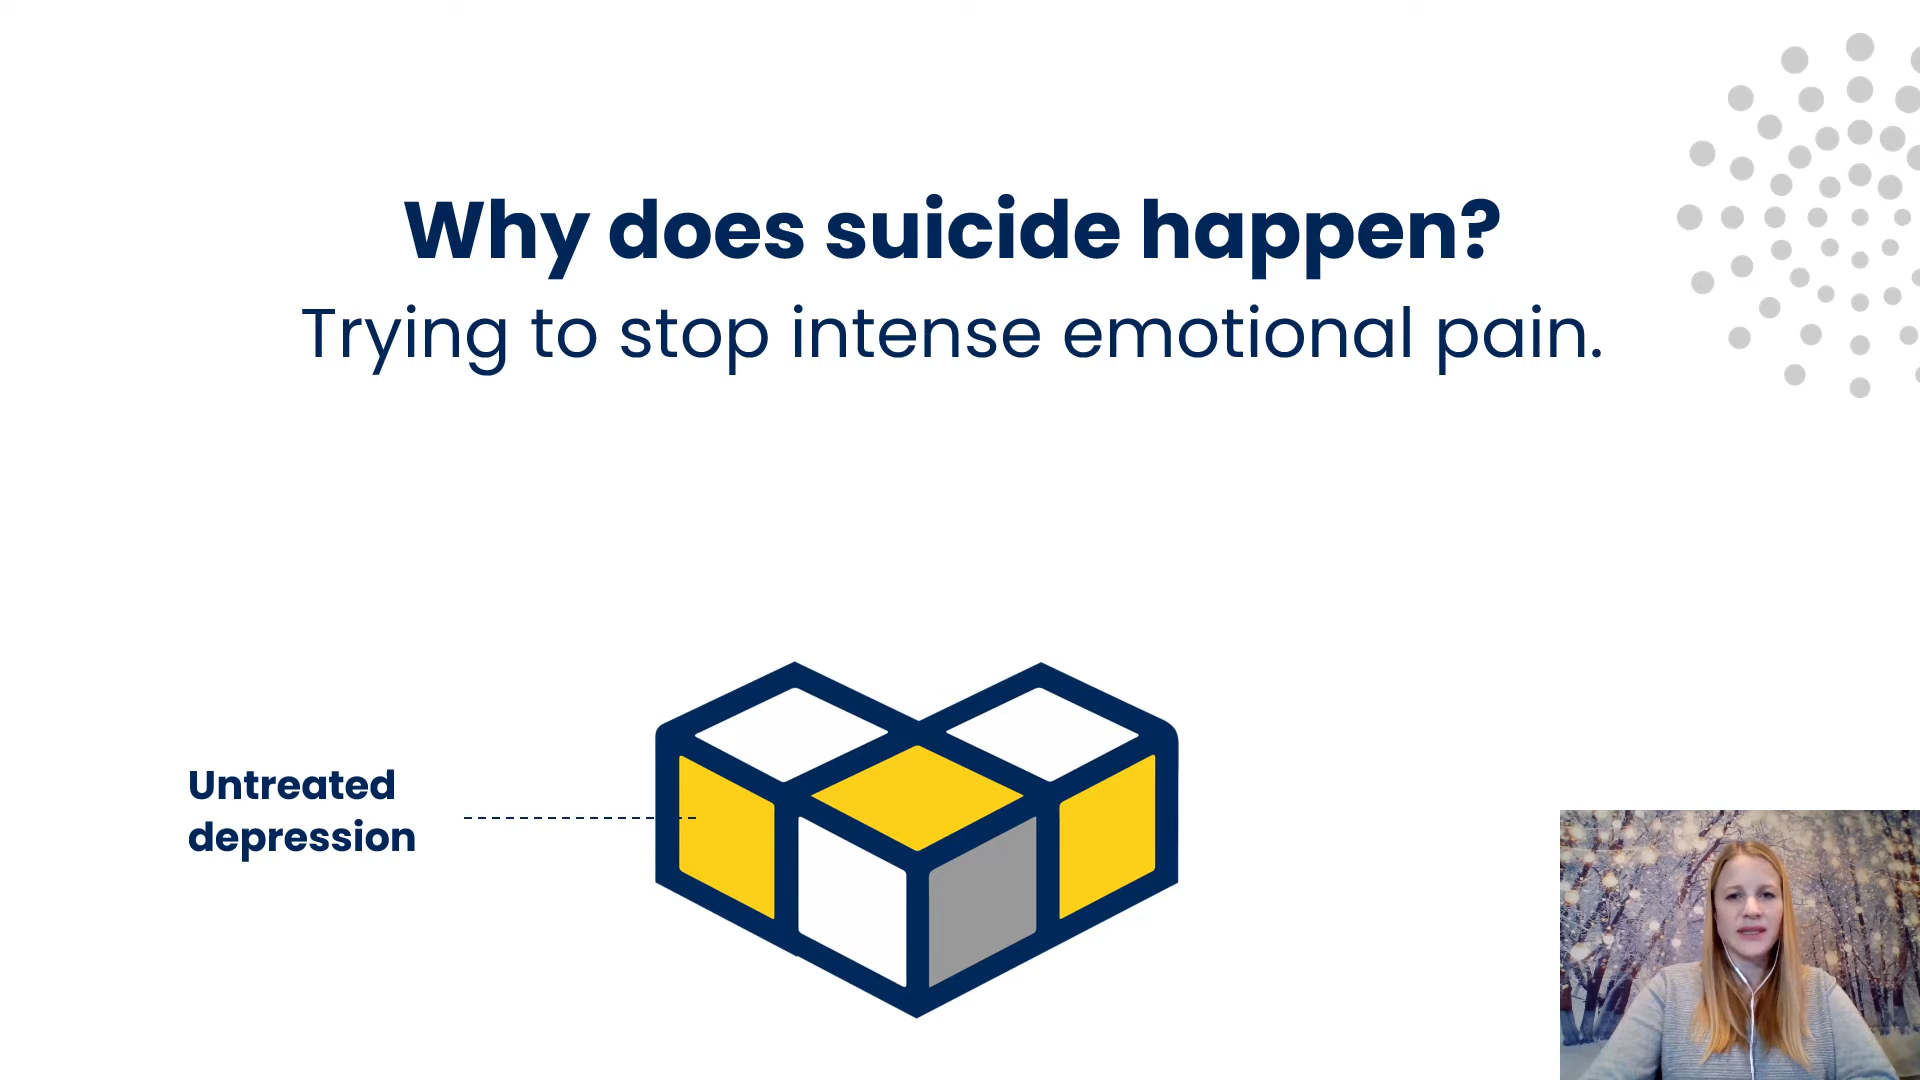 Why does suicide happen?
Trying to stop intense emotional pain.
Untreated
depression